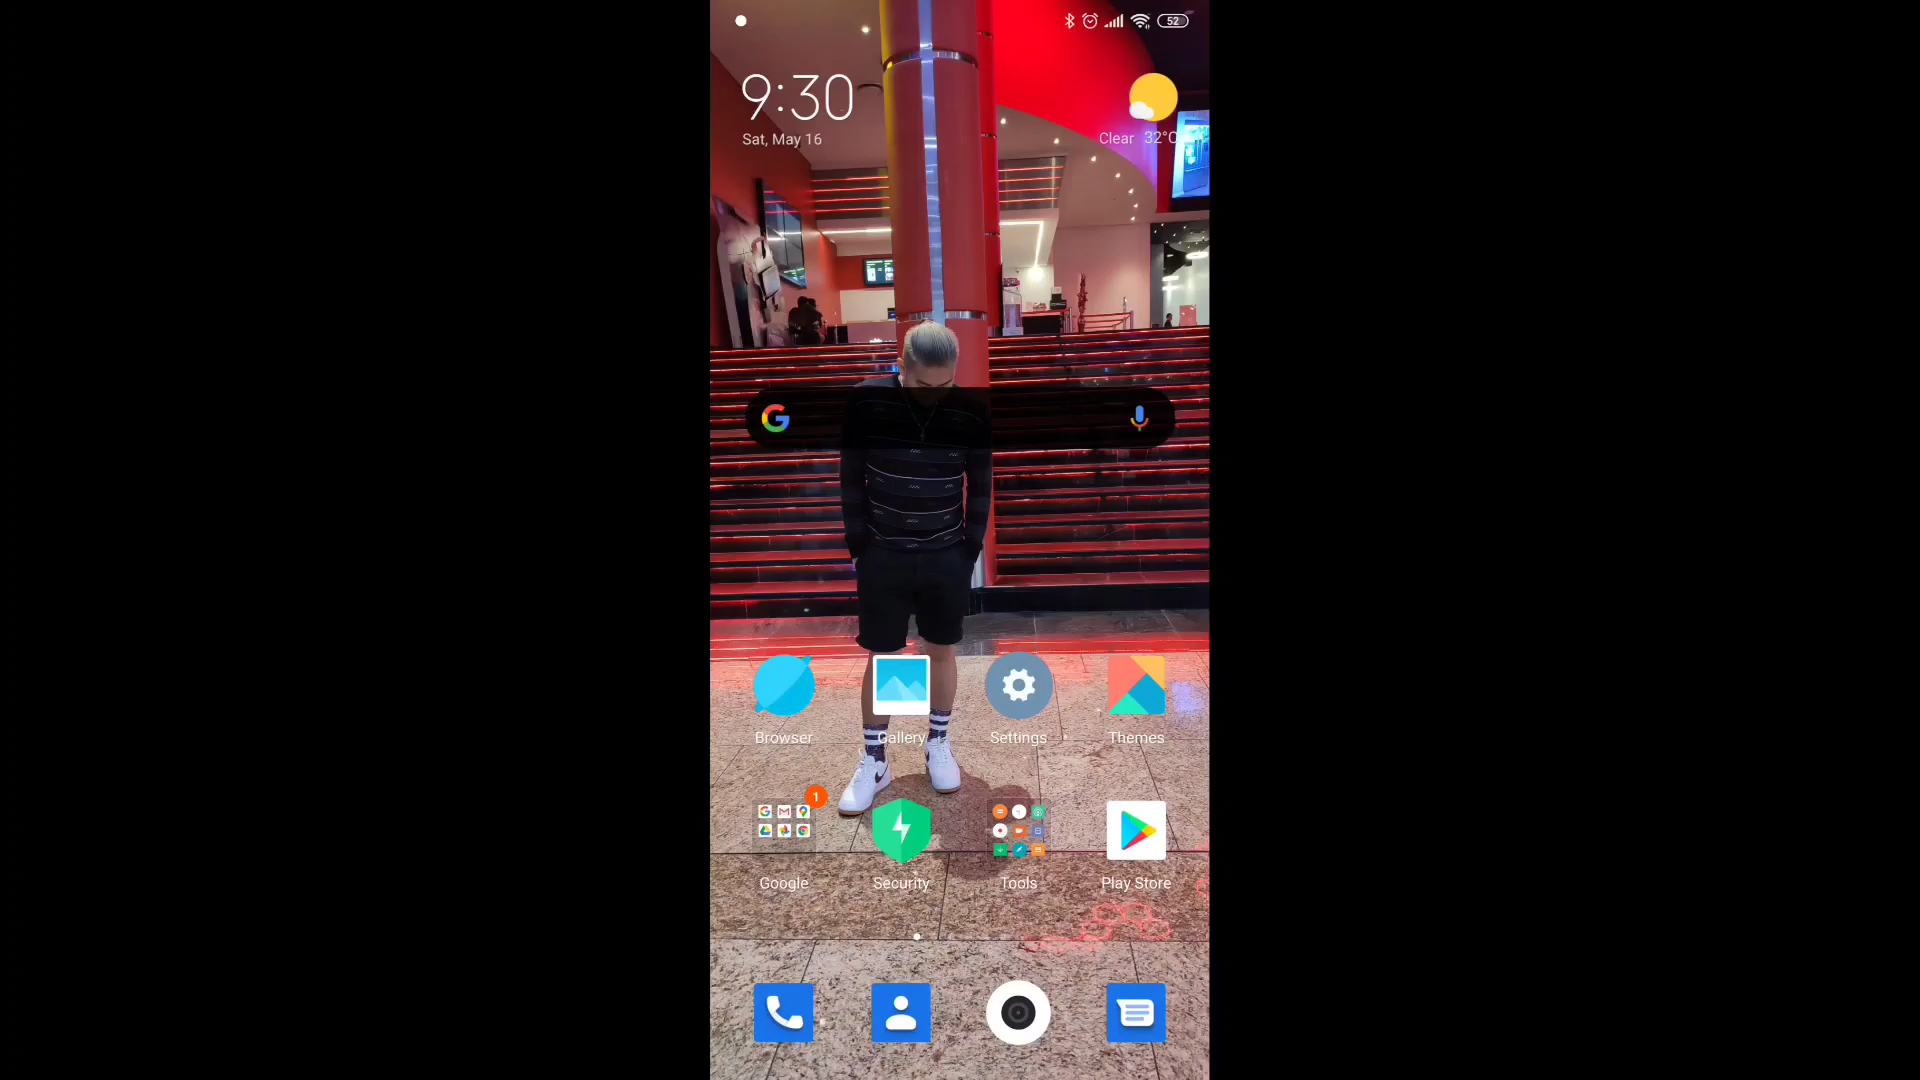 52
9:30
Sat, May 16
Clear 32°C
Browser
Gallery
Settings
Themes
1
Google
Security
Tools
Play Store